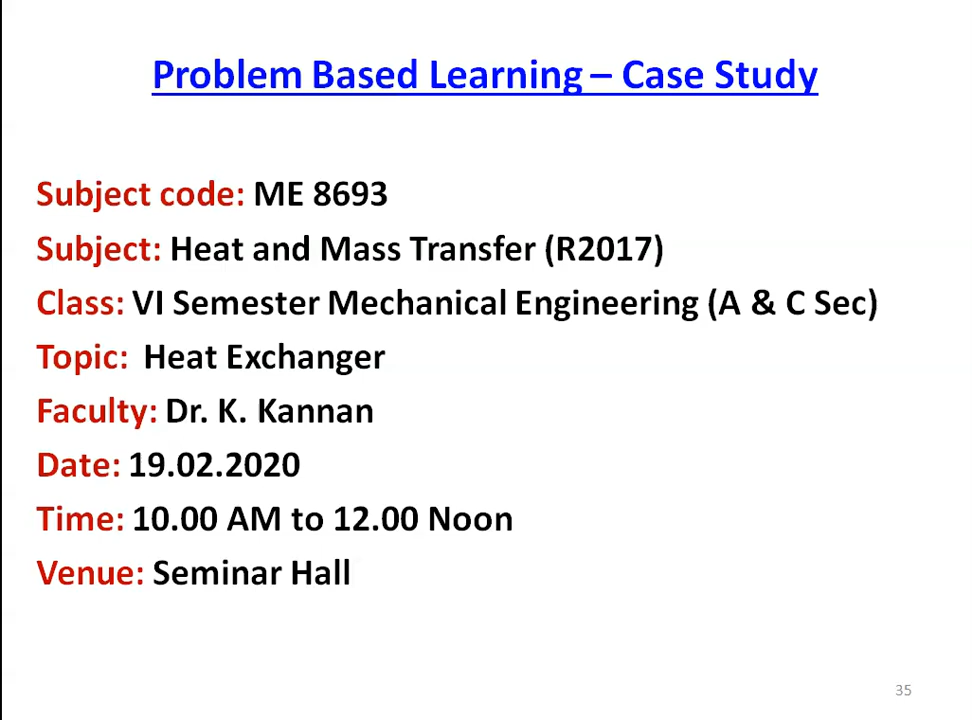 Problem Based Learning – Case Study
Subject code: ME 8693
Subject: Heat and Mass Transfer (R2017)
Class: VI Semester Mechanical Engineering (A & C Sec)
Topic: Heat Exchanger
Faculty: Dr. K. Kannan
Date: 19.02.2020
Time: 10.00 AM to 12.00 Noon
Venue: Seminar Hall
35